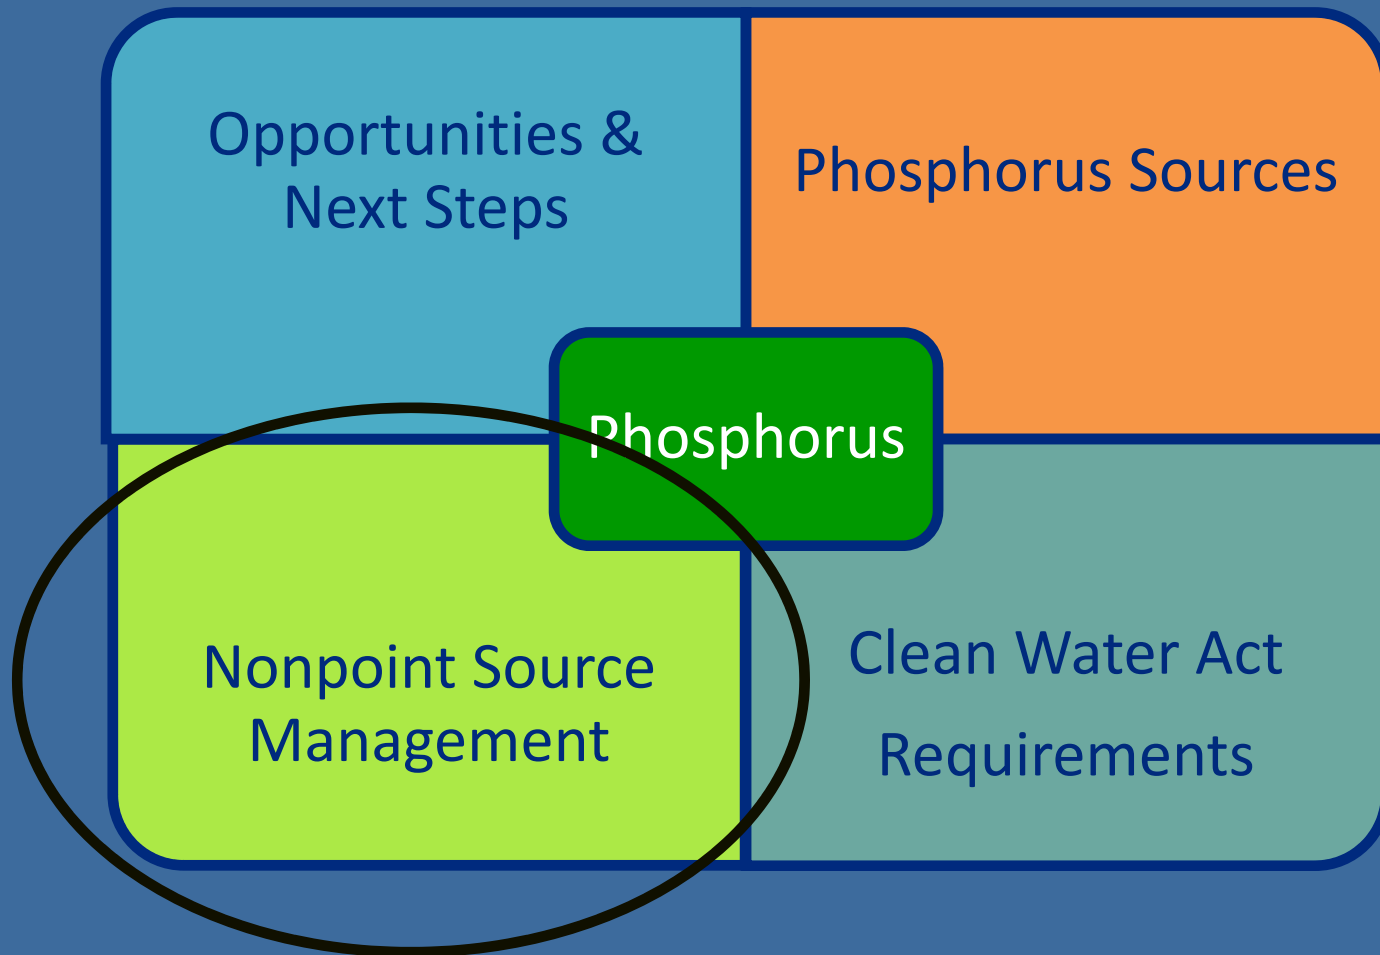 Opportunities &
Next Steps
Phosphorus Sources
Phosphorus
Nonpoint Source
Management
Clean Water Act
Requirements